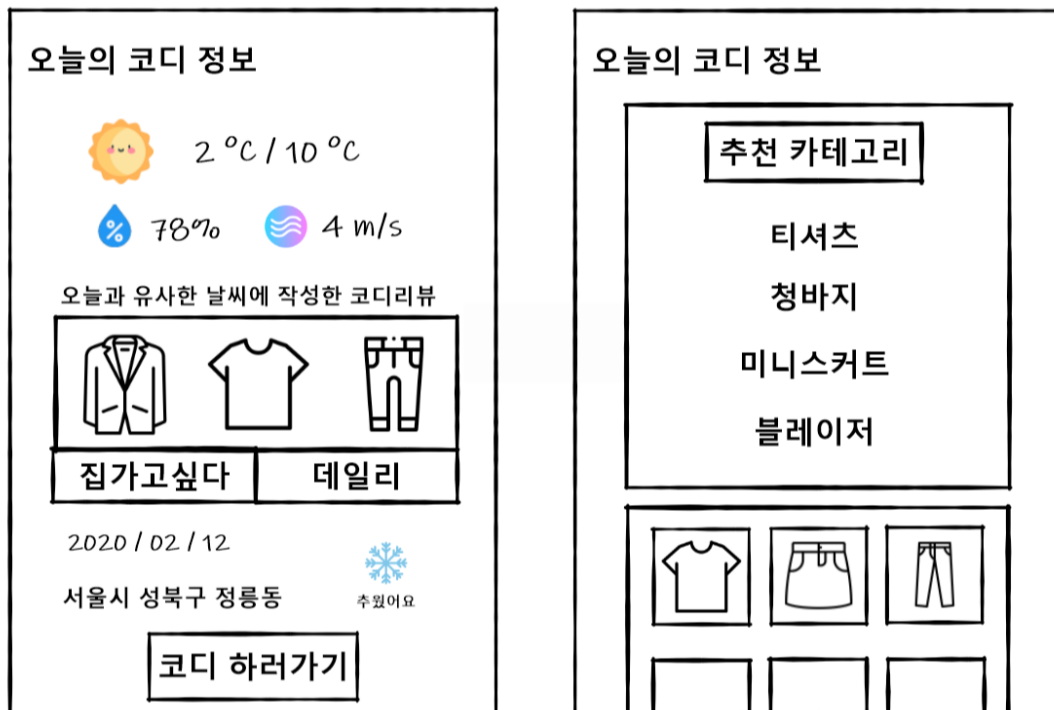 오늘의 코디 정보
2 °C / 10 °C
78% 4 m/s
오늘과 유사한 날씨에 작성한 코디리뷰
집가고싶다 데일리
2020 / 02 / 12
추웠어요
서울시 성북구 정릉동
코디 하러가기
오늘의 코디 정보
추천 카테고리
티셔츠
청바지
미니스커트
블레이저